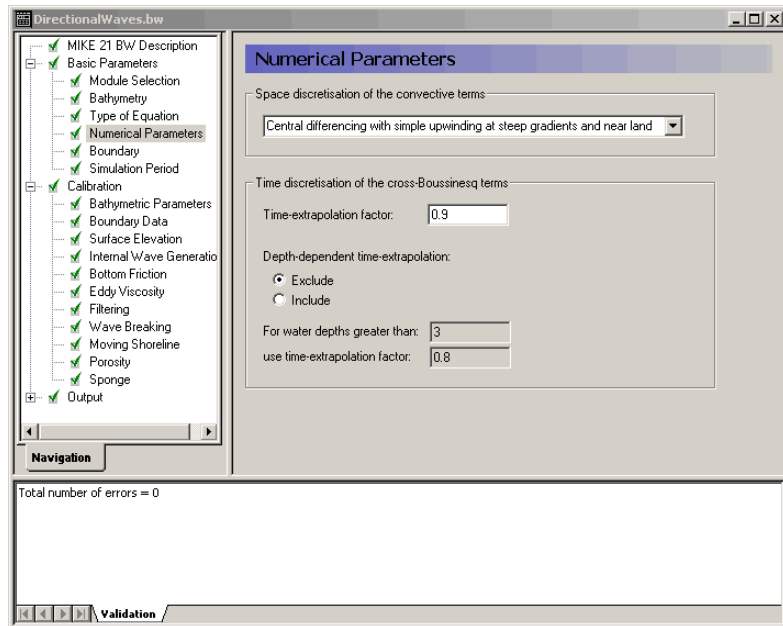 DirectionalWaves.bw
MIKE 21 BW Description
Basic Parameters
Module Selection
Bathymetry
Type of Equation
Numerical Parameters
Boundary
Simulation Period
Calibration
Bathymetric Parameters
Boundary Data
Surface Elevation
Internal Wave Generatio
Bottom Friction
Eddy Viscosity
Filtering
Wave Breaking
Moving Shoreline
Porosity
Sponge
Output
Navigation
Numerical Parameters
Space discretisation of the convective terms
Central differencing with simple upwinding at steep gradients and near land
Time discretisation of the cross-Boussinesq terms
Time-extrapolation factor: 0.9
Depth-dependent time-extrapolation:
Exclude
Include
For water depths greater than: 3
use time-extrapolation factor: 0.8
Total number of errors = 0
Validation